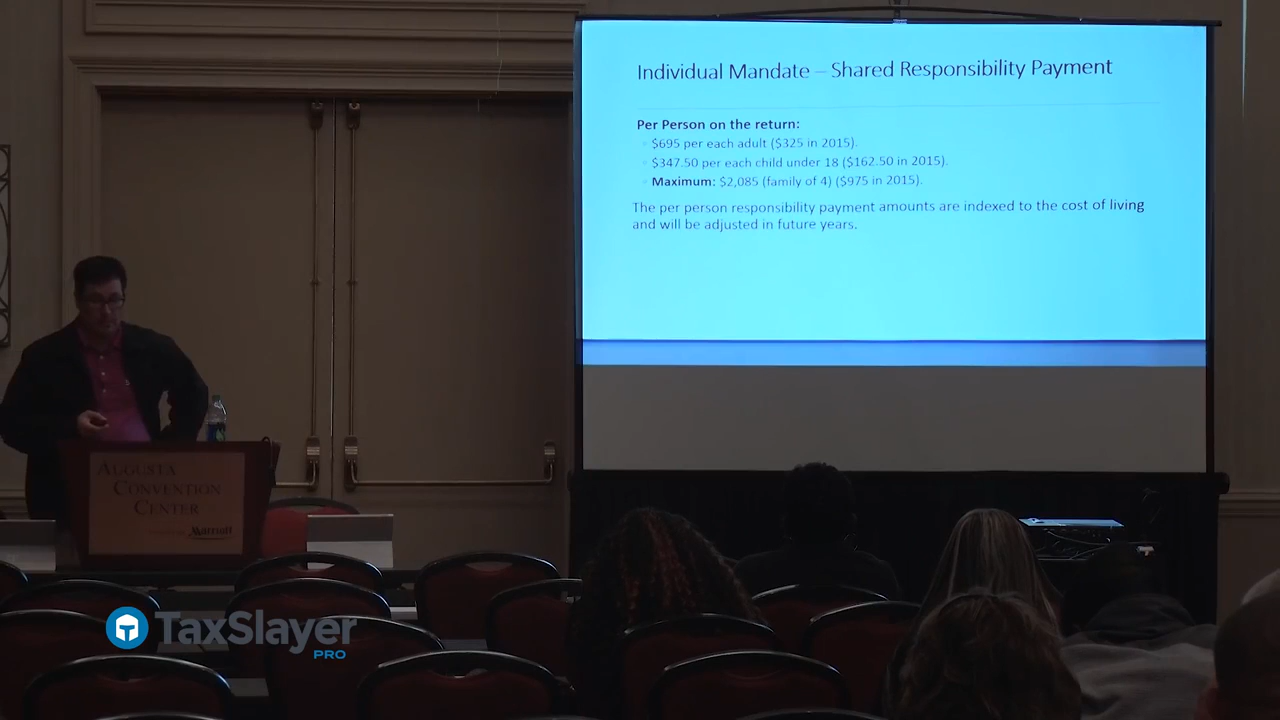 Individual Mandate – Shared Responsibility Payment
Per Person on the return:
$695 per each adult ($325 in 2015).
$347.50 per each child under 18 ($162.50 in 2015).
Maximum: $2,085 (family of 4) ($975 in 2015).
The per person responsibility payment amounts are indexed to the cost of living
and will be adjusted in future years.
AUGUSTA
CONVENTION
CENTER
Marriott
TaxSlayer
PRO